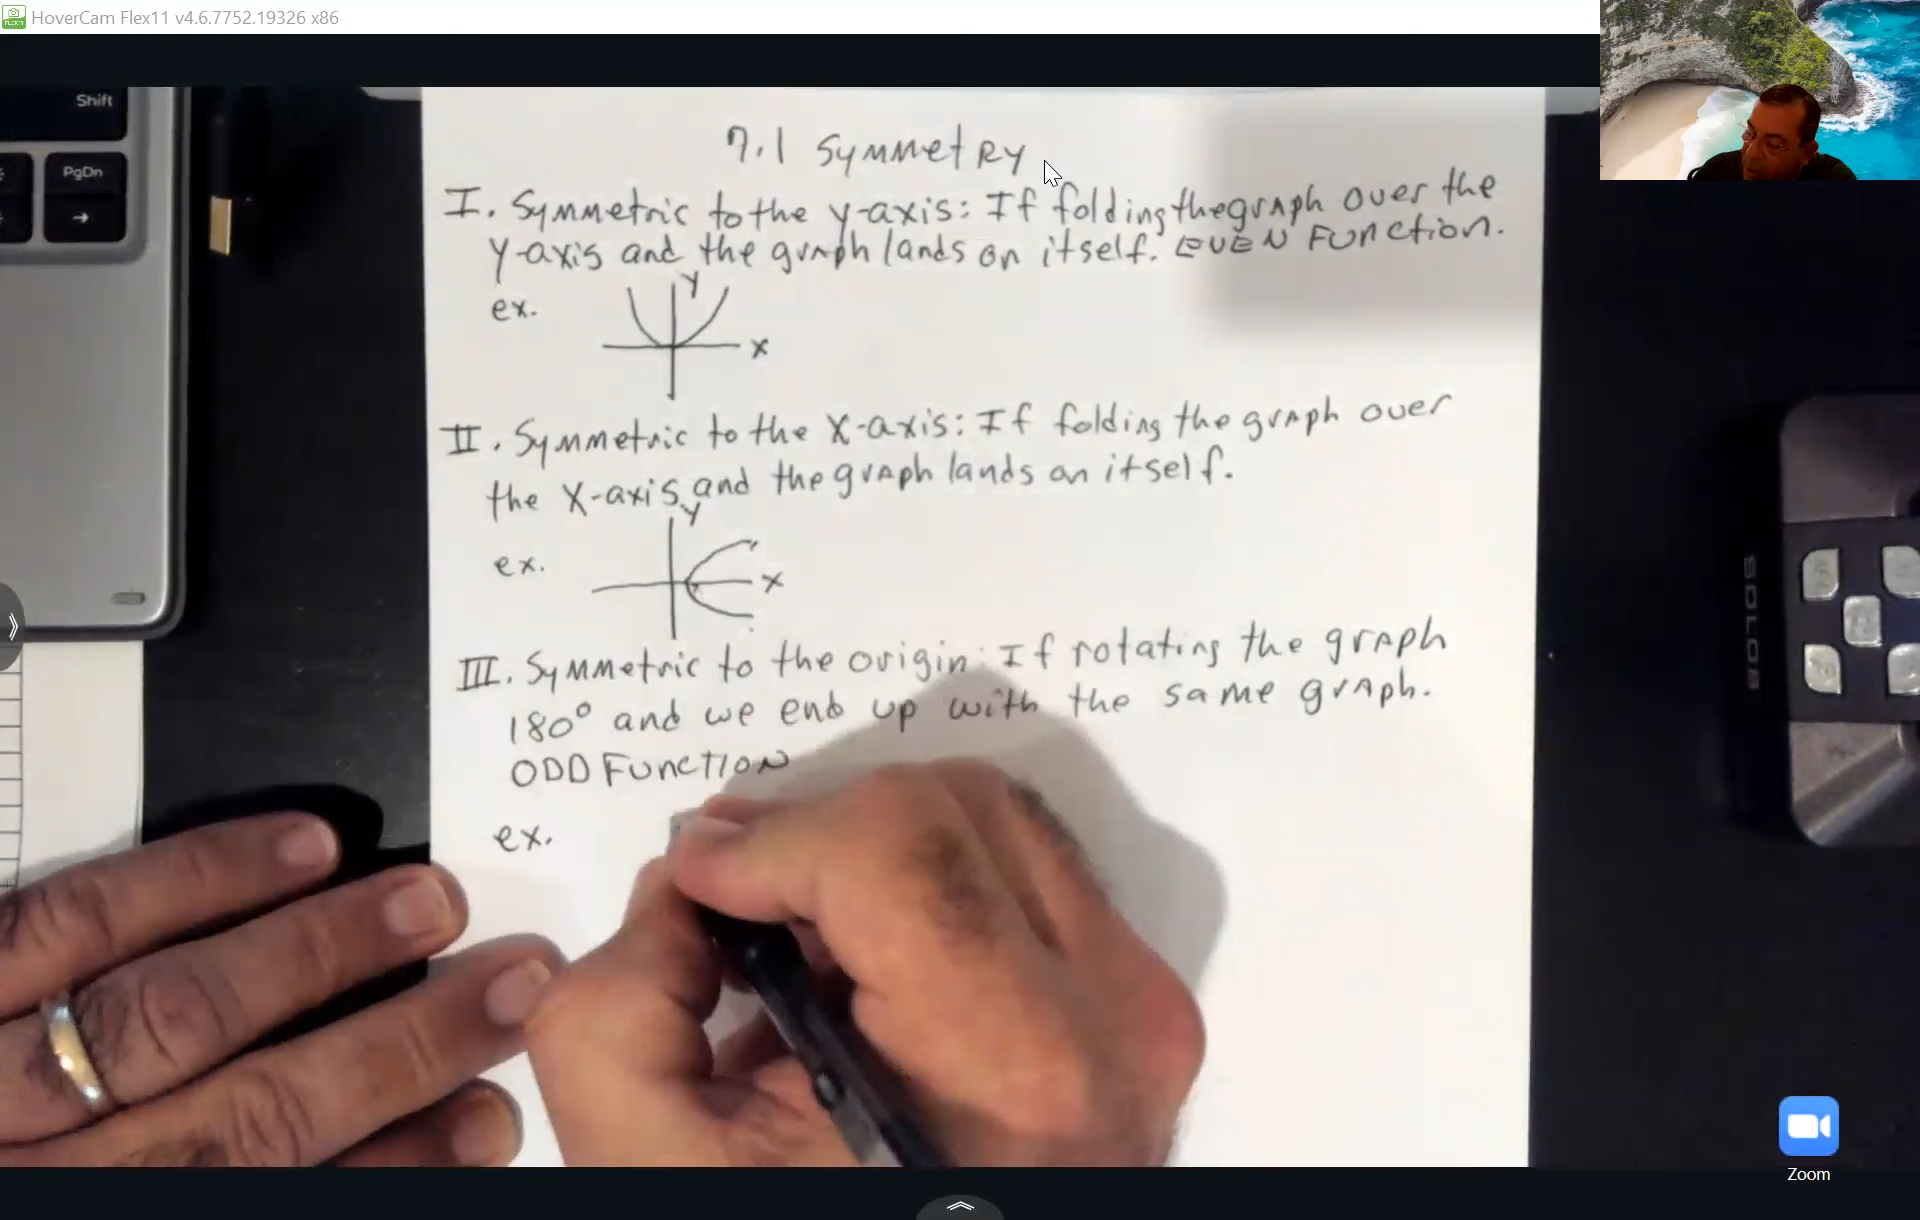 HoverCam Flex11 v4.6.7752.19326 x86
Shift
PgDn
7.1 Symmetry
I. Symmetric to the y-axis: If folding the graph over the
y-axis and the graph lands on itself. EVEN Function.
ex.
y
x
II. Symmetric to the X-axis: If folding the graph over
the X-axis and the graph lands on itself.
y
ex.
x
III. Symmetric to the origin: If rotating the graph
180° and we end up with the same graph.
ODD Function
ex.
SOLO8
Zoom